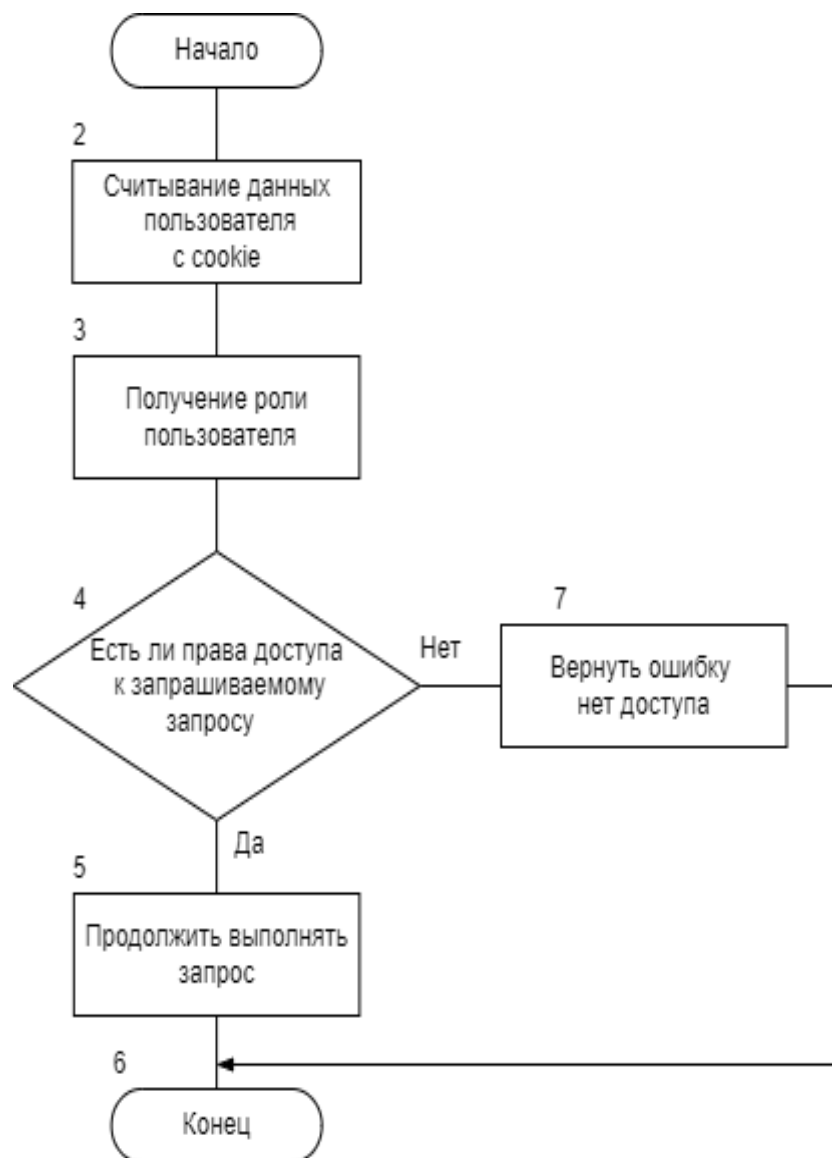 Начало
2
Считывание данных
пользователя
с cookie
3
Получение роли
пользователя
4
Есть ли права доступа
к запрашиваемому
запросу
Нет
7
Вернуть ошибку
нет доступа
Да
5
Продолжить выполнять
запрос
6
Конец